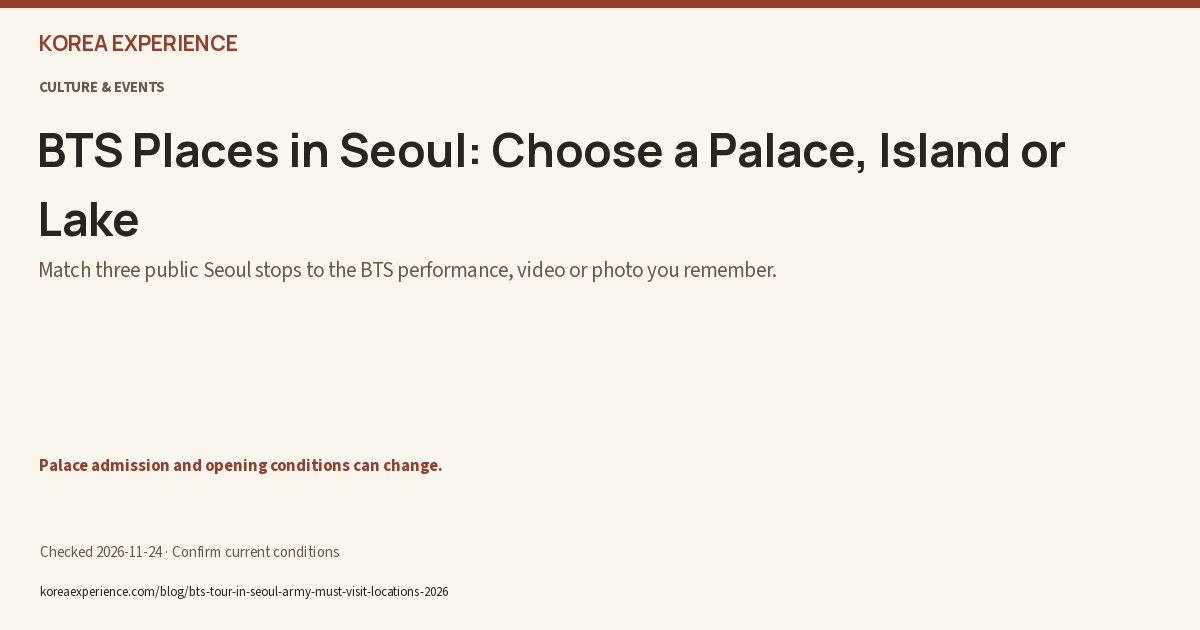 KOREA EXPERIENCE
CULTURE & EVENTS
BTS Places in Seoul: Choose a Palace, Island or
Lake
Match three public Seoul stops to the BTS performance, video or photo you remember.
Palace admission and opening conditions can change.
Checked 2026-11-24 · Confirm current conditions
koreaexperience.com/blog/bts-tour-in-seoul-army-must-visit-locations-2026